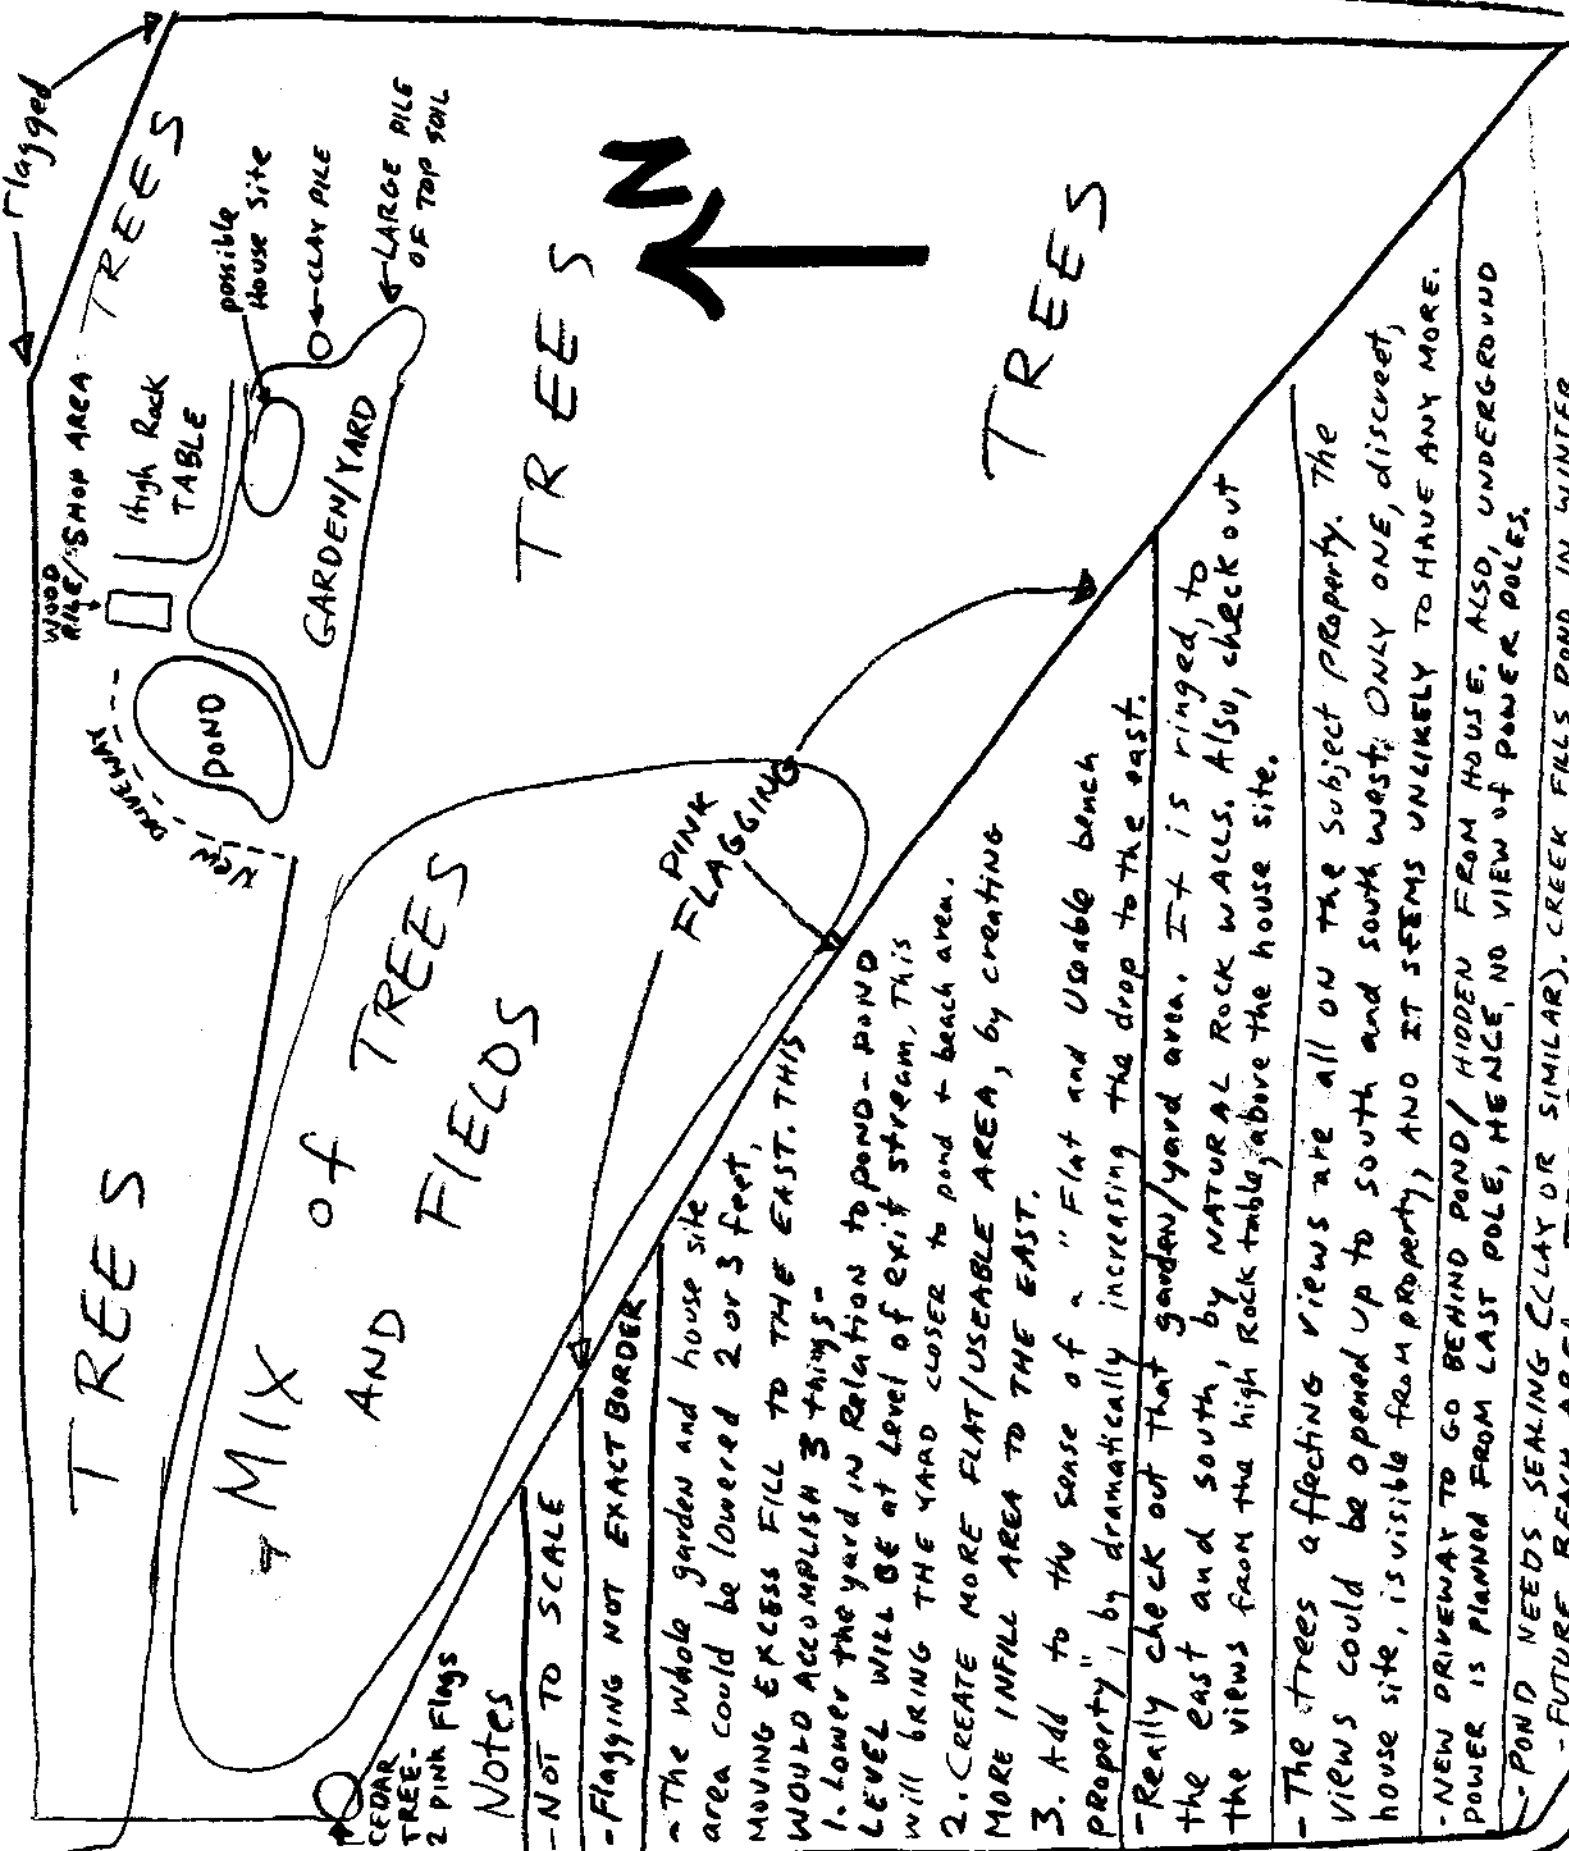 Flagged
TREES
WOOD
PILE/SHOP AREA
TREES
High Rock
TABLE
possible
House Site
CLAY PILE
LARGE PILE
OF TOP SOIL
DRIVEWAY
NEW
POND
GARDEN/YARD
TREES
N
TREES
MIX
of
TREES
AND
FIELDS
PINK
FLAGGING
CEDAR
TREE-
2 PINK Flags
Notes
- NOT TO SCALE
- Flagging NOT EXACT BORDER
- The whole garden and house site
area could be lowered 2 or 3 feet,
MOVING EXCESS FILL TO THE EAST. THIS
WOULD ACCOMPLISH 3 things-
1. Lower the yard in Relation to POND - POND
LEVEL WILL BE at Level of exit stream. This
will bring THE YARD CLOSER to pond + beach area.
2. CREATE MORE FLAT/USEABLE AREA, by creating
MORE INFILL AREA TO THE EAST.
3. Add to the sense of a "Flat and Useable bench
property", by dramatically increasing the drop to the east.
- Really check out that garden/yard area. It is ringed, to
the east and south, by NATURAL ROCK WALLS. Also, check out
the views from the high Rock table, above the house site.
- The trees affecting views are all on the subject property. The
views could be opened up to south and south west. ONLY ONE, discreet,
house site, is visible from property, AND IT SEEMS UNLIKELY TO HAVE ANY MORE.
- NEW DRIVEWAY TO GO BEHIND POND/HIDDEN FROM HOUSE. ALSO, UNDERGROUND
POWER IS PLANNED FROM LAST POLE, HENCE, NO VIEW of POWER POLES.
- POND NEEDS SEALING (CLAY OR SIMILAR). CREEK FILLS POND IN WINTER
- FUTURE BEACH AREA